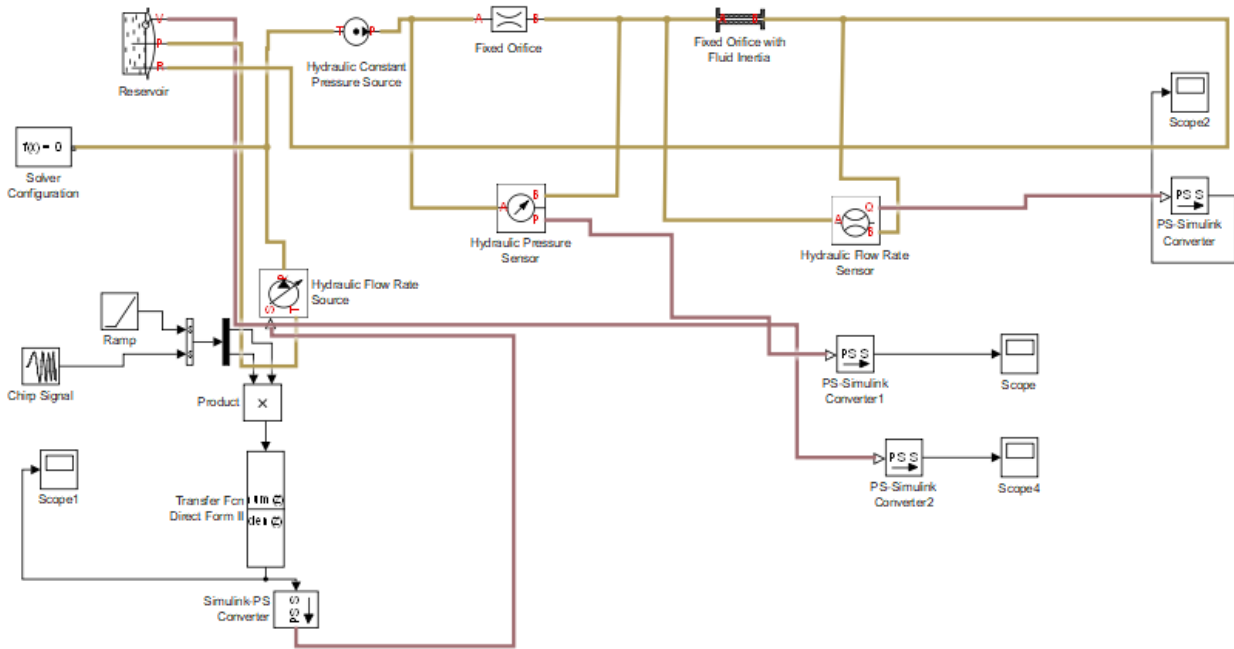 V
P
R
Reservoir
T
P
Hydraulic Constant
Pressure Source
A
B
Fixed Orifice
Fixed Orifice with
Fluid Inertia
Scope2
f(x) = 0
Solver
Configuration
A
B
P
Hydraulic Pressure
Sensor
A
Q
B
Hydraulic Flow Rate
Sensor
PS S
PS-Simulink
Converter
S
T
Hydraulic Flow Rate
Source
Ramp
Chirp Signal
Product
×
PS S
PS-Simulink
Converter1
Scope
Scope1
Transfer Fcn
Direct Form II
num(z)
den(z)
PS S
PS-Simulink
Converter2
Scope4
Simulink-PS
Converter
PS S